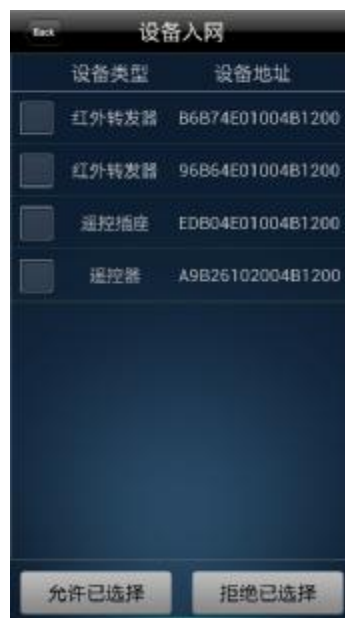 Back 设备入网
设备类型 设备地址
红外转发器 B6B74E01004B1200
红外转发器 96B64E01004B1200
遥控插座 EDB04E01004B1200
遥控器 A9B26102004B1200
允许已选择 拒绝已选择